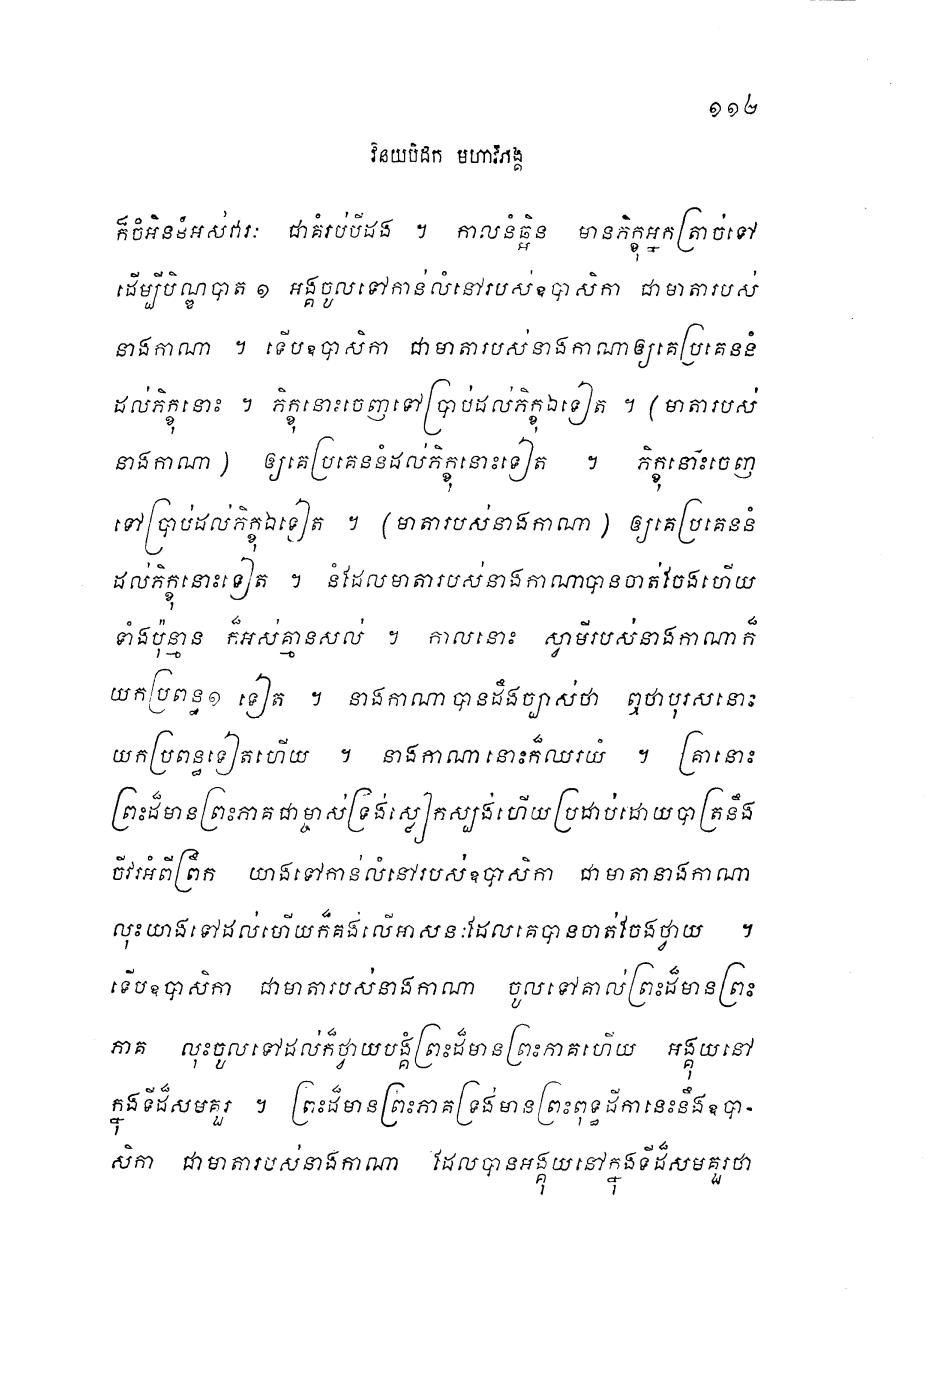 ១១៤
វិនយបិដក មហាវិភង្គ
ក៏ចំអិននំអស់វារៈ ជាគំរប់បីដង ។ កាលនំឆ្អិន មានភិក្ខុអ្នកត្រាច់ទៅ
ដើម្បីបិណ្ឌបាត ១ អង្គចូលទៅកាន់លំនៅរបស់ឧបាសិកា ជាមាតារបស់
នាងកាណា ។ ទើបឧបាសិកា ជាមាតារបស់នាងកាណាឲ្យគេប្រគេននំ
ដល់ភិក្ខុនោះ ។ ភិក្ខុនោះចេញទៅប្រាប់ដល់ភិក្ខុឯទៀត ។ (មាតារបស់
នាងកាណា) ឲ្យគេប្រគេននំដល់ភិក្ខុនោះទៀត ។ ភិក្ខុនោះចេញ
ទៅប្រាប់ដល់ភិក្ខុឯទៀត ។ (មាតារបស់នាងកាណា) ឲ្យគេប្រគេននំ
ដល់ភិក្ខុនោះទៀត ។ នំដែលមាតារបស់នាងកាណាបានចាត់ចែងហើយ
ទាំងប៉ុន្មាន ក៏អស់គ្មានសល់ ។ កាលនោះ ស្វាមីរបស់នាងកាណាក៏
យកប្រពន្ធ១ ទៀត ។ នាងកាណាបានដឹងច្បាស់ថា ឮថាបុរសនោះ
យកប្រពន្ធទៀតហើយ ។ នាងកាណានោះក៏ឈរយំ ។ គ្រានោះ
ព្រះដ៏មានព្រះភាគជាម្ចាស់ទ្រង់ស្លៀកស្បង់ហើយប្រដាប់ដោយបាត្រនឹង
ចីវរអំពីព្រឹក យាងទៅកាន់លំនៅរបស់ឧបាសិកា ជាមាតានាងកាណា
លុះយាងទៅដល់ហើយក៏គង់លើអាសនៈដែលគេបានចាត់ចែងថ្វាយ ។
ទើបឧបាសិកា ជាមាតារបស់នាងកាណា ចូលទៅគាល់ព្រះដ៏មានព្រះ
ភាគ លុះចូលទៅដល់ក៏ថ្វាយបង្គំព្រះដ៏មានព្រះភាគហើយ អង្គុយនៅ
ក្នុងទីដ៏សមគួរ ។ ព្រះដ៏មានព្រះភាគទ្រង់មានព្រះពុទ្ធដីកានេះនឹងឧបា-
សិកា ជាមាតារបស់នាងកាណា ដែលបានអង្គុយនៅក្នុងទីដ៏សមគួរថា